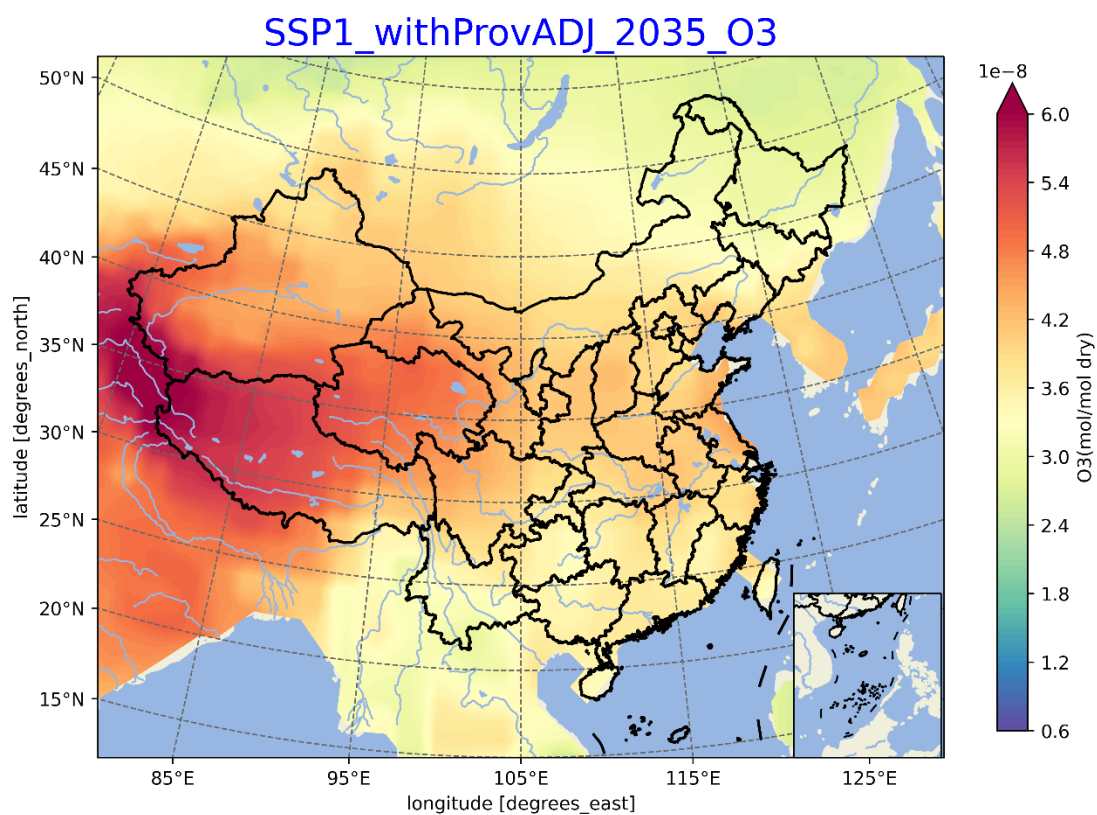 SSP1_withProvADJ_2035_O3
1e−8
50°N
45°N
40°N
35°N
30°N
25°N
20°N
15°N
latitude [degrees_north]
85°E
95°E
105°E
115°E
125°E
longitude [degrees_east]
6.0
5.4
4.8
4.2
3.6
3.0
2.4
1.8
1.2
0.6
O3(mol/mol dry)